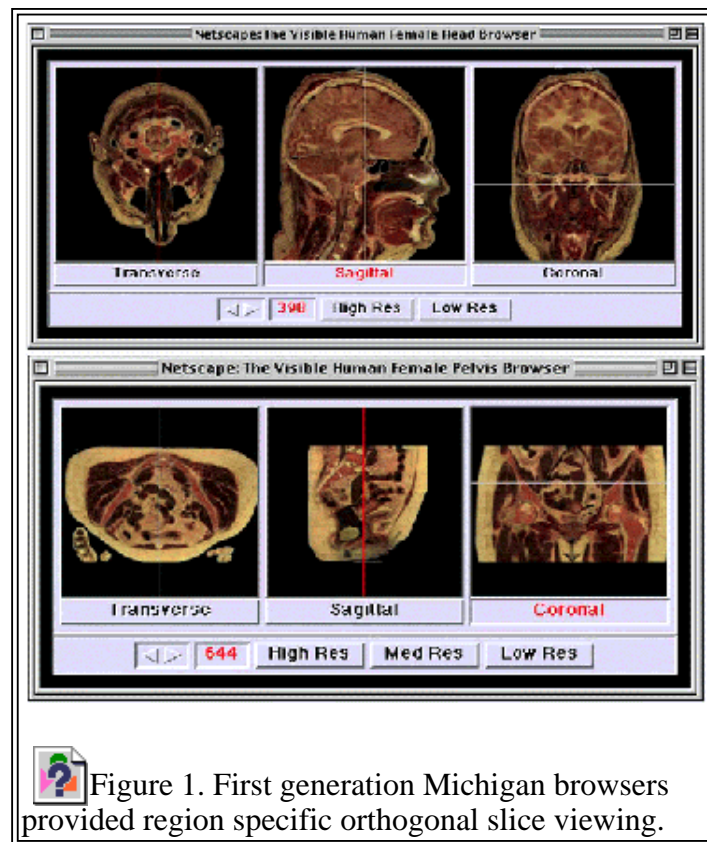 Netscape: The Visible Human Female Head Browser
Transverse
Sagittal
Coronal
398
High Res
Low Res
Netscape: The Visible Human Female Pelvis Browser
Transverse
Sagittal
Coronal
644
High Res
Med Res
Low Res
Figure 1. First generation Michigan browsers
provided region specific orthogonal slice viewing.